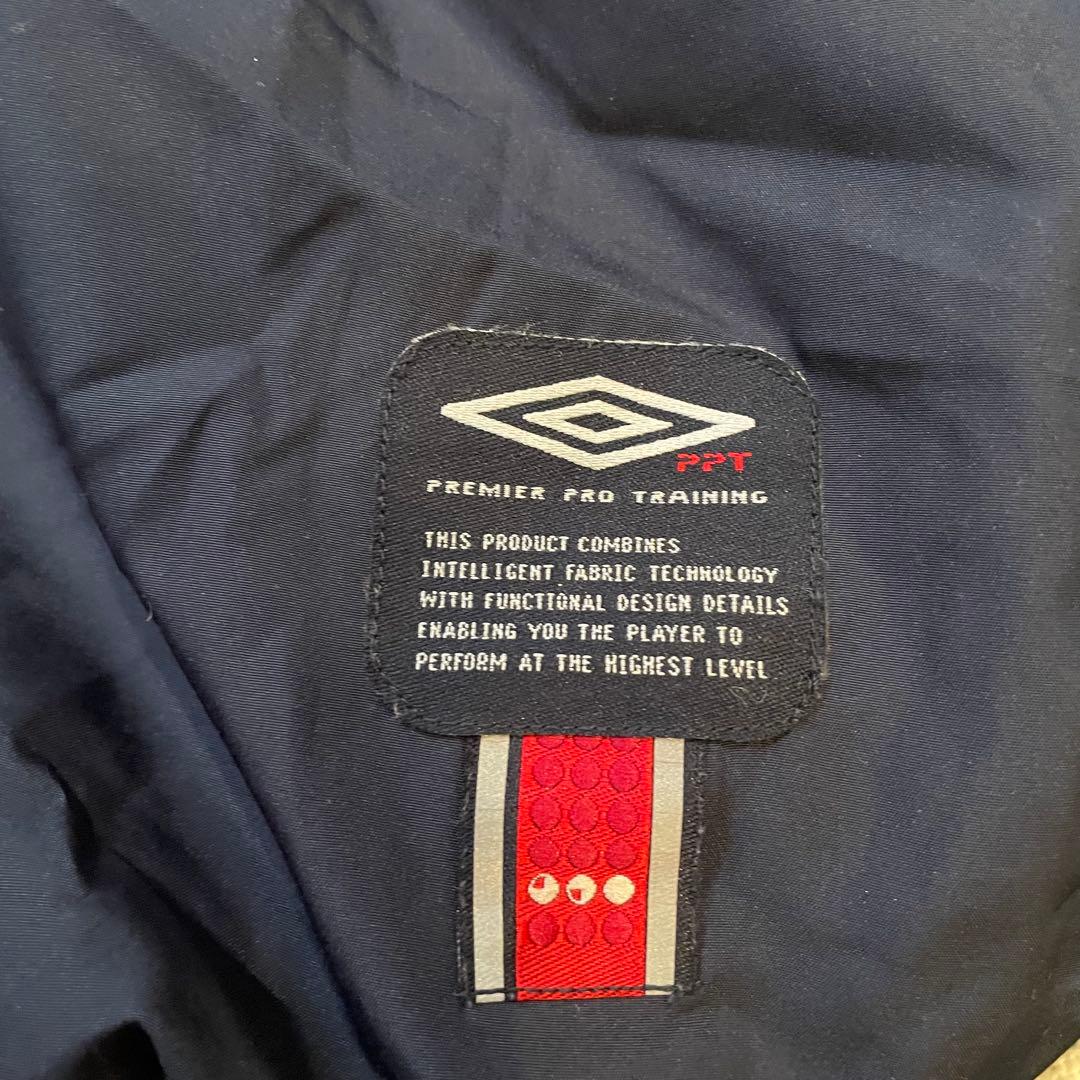 PPT
PREMIER PRO TRAINING
THIS PRODUCT COMBINES
INTELLIGENT FABRIC TECHNOLOGY
WITH FUNCTIONAL DESIGN DETAILS
ENABLING YOU THE PLAYER TO
PERFORM AT THE HIGHEST LEVEL